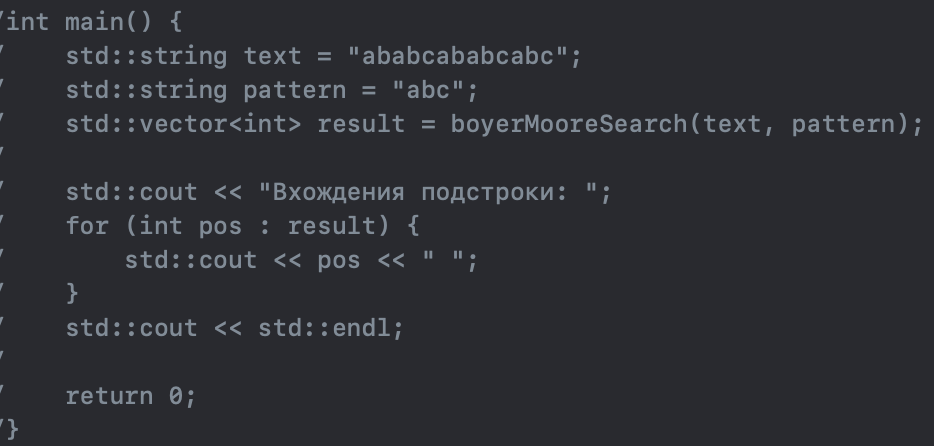 /int main() {
/    std::string text = "ababcababcabc";
/    std::string pattern = "abc";
/    std::vector<int> result = boyerMooreSearch(text, pattern);
/
/    std::cout << "Вхождения подстроки: ";
/    for (int pos : result) {
/        std::cout << pos << " ";
/    }
/    std::cout << std::endl;
/
/    return 0;
/}